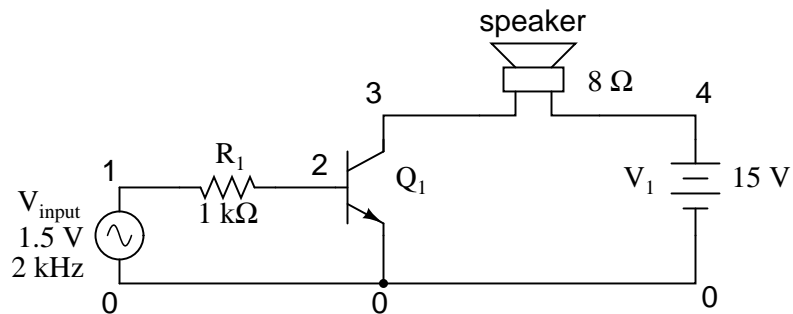 speaker
8 Ω
3
4
1
R1
2
Q1
V1
15 V
Vinput
1.5 V
2 kHz
1 kΩ
0
0
0